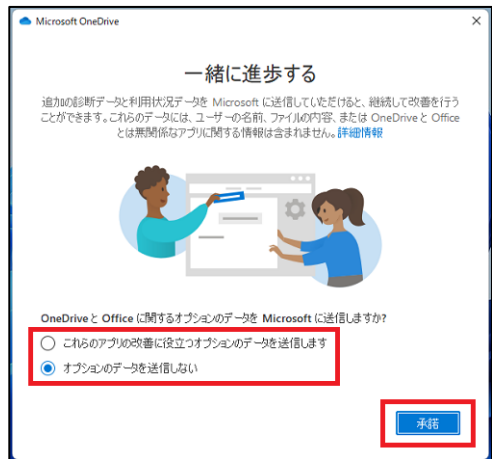 Microsoft OneDrive
一緒に進歩する
追加の診断データと利用状況データを Microsoft に送信していただけると、継続して改善を行う
ことができます。これらのデータには、ユーザーの名前、ファイルの内容、または OneDrive と Office
とは無関係なアプリに関する情報は含まれません。詳細情報
OneDrive と Office に関するオプションのデータを Microsoft に送信しますか?
これらのアプリの改善に役立つオプションのデータを送信します
オプションのデータを送信しない
承諾